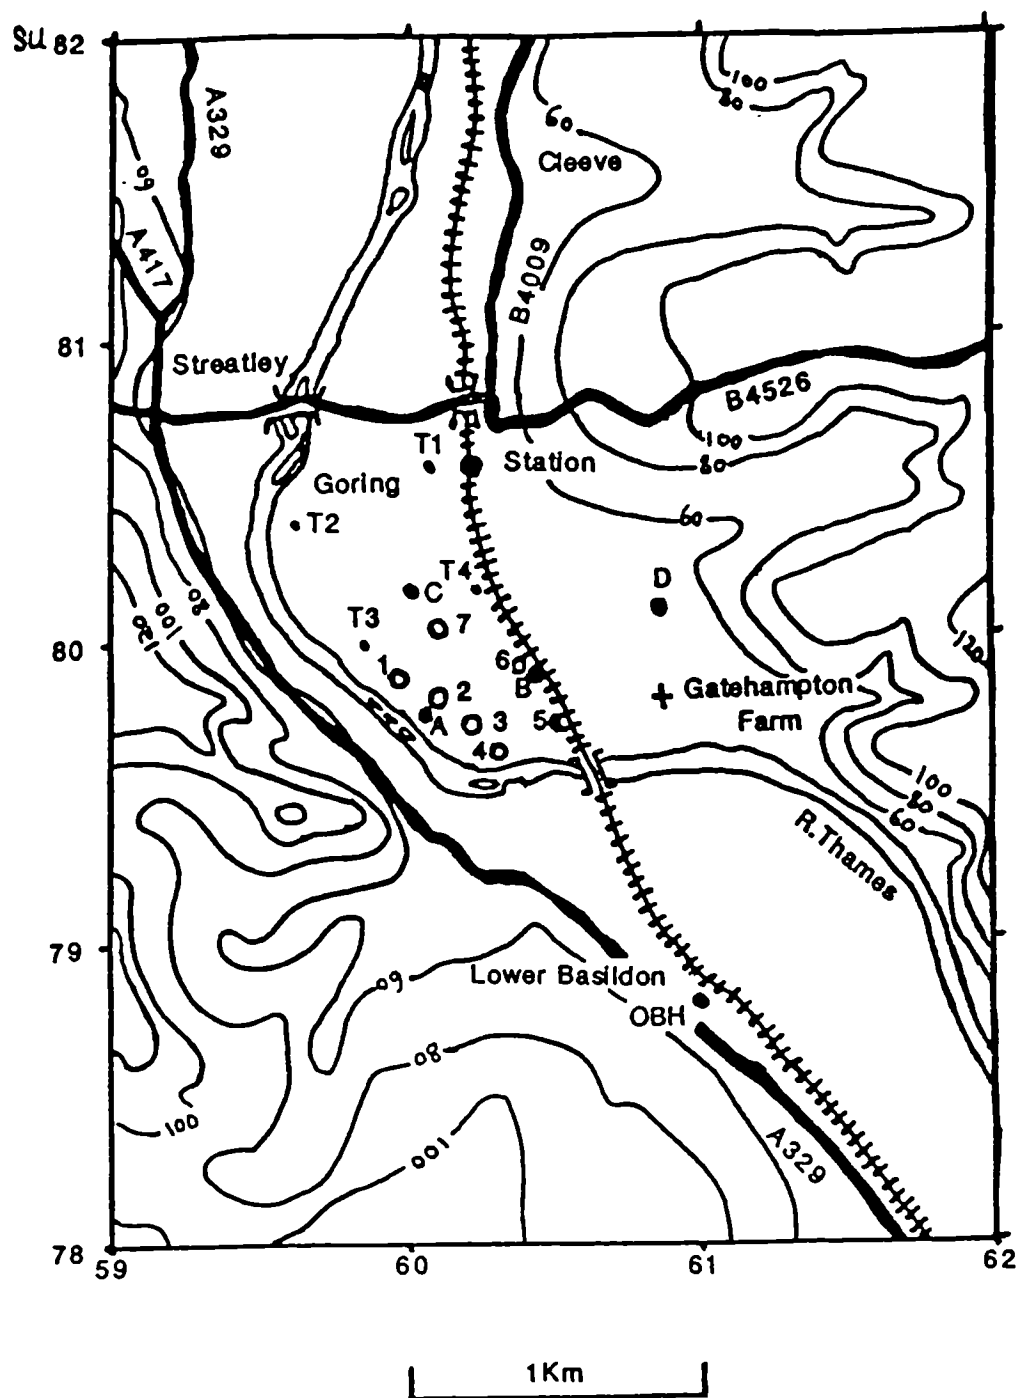 SU 82
A329
60
A417
60
Cleeve
100
80
B4009
81
Streatley
B4526
100
80
T1
Station
Goring
T2
60
80
100
120
T4
C
D
T3
7
80
120
1
6
B
2
A
3
5
4
Gatehampton
Farm
100
80
60
R.Thames
79
60
Lower Basildon
OBH
80
100
100
A329
78
59
60
61
62
1Km